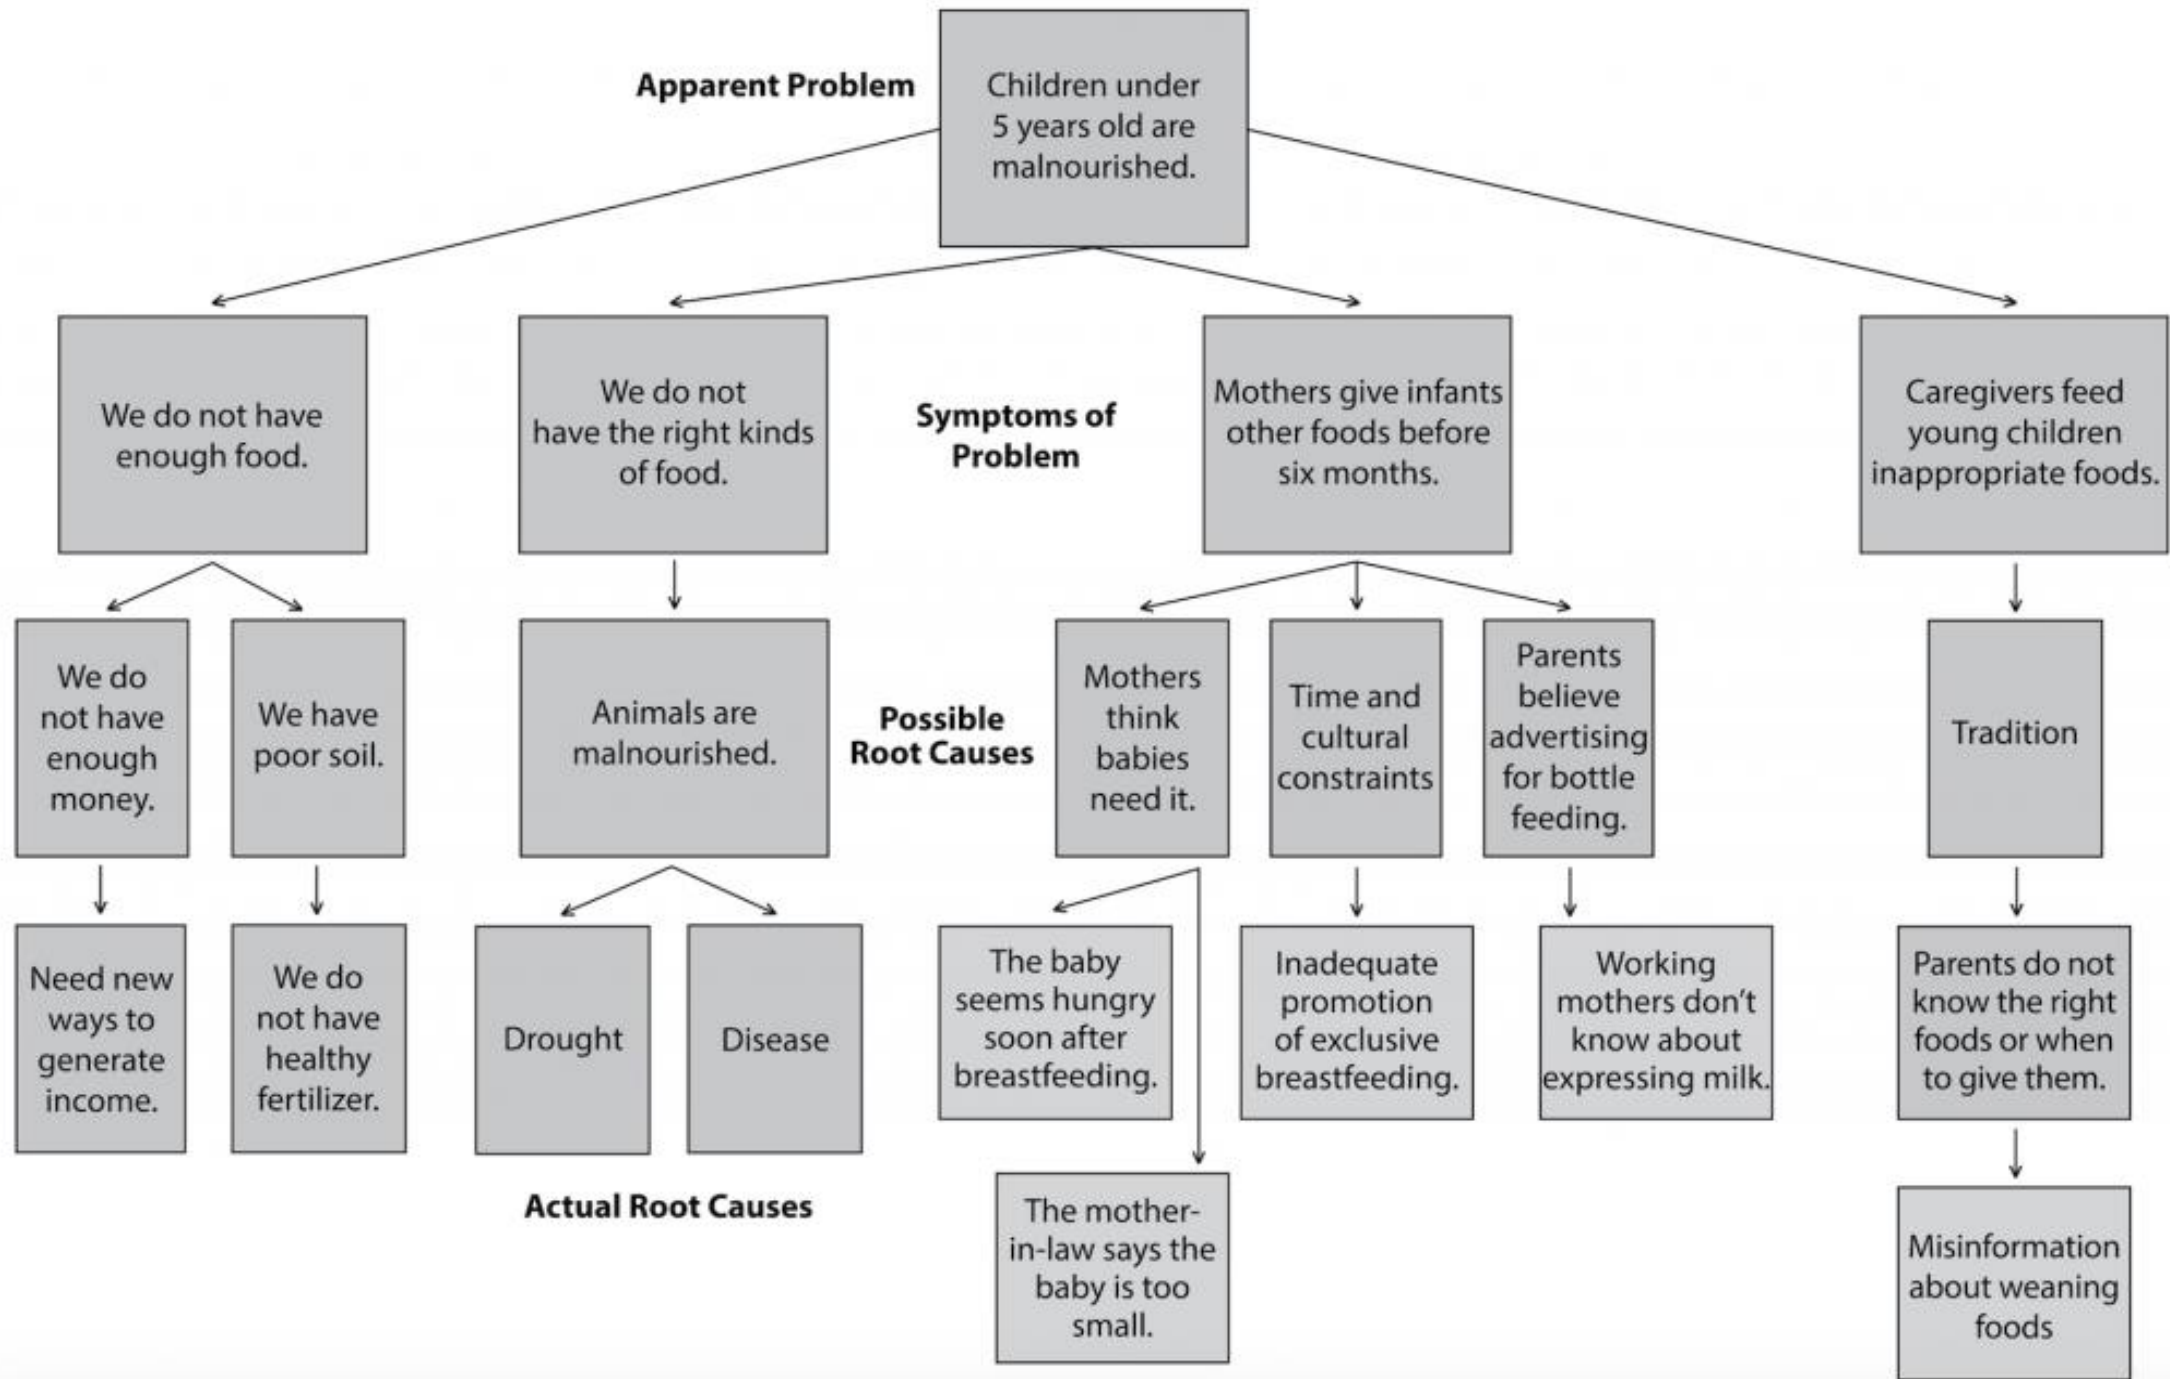 Apparent Problem
Children under
5 years old are
malnourished.
We do not have
enough food.
We do not
have the right kinds
of food.
Symptoms of
Problem
Mothers give infants
other foods before
six months.
Caregivers feed
young children
inappropriate foods.
We do
not have
enough
money.
We have
poor soil.
Animals are
malnourished.
Possible
Root Causes
Mothers
think
babies
need it.
Time and
cultural
constraints
Parents
believe
advertising
for bottle
feeding.
Tradition
Need new
ways to
generate
income.
We do
not have
healthy
fertilizer.
Drought
Disease
The baby
seems hungry
soon after
breastfeeding.
Inadequate
promotion
of exclusive
breastfeeding.
Working
mothers don't
know about
expressing milk.
Parents do not
know the right
foods or when
to give them.
Actual Root Causes
The mother-
in-law says the
baby is too
small.
Misinformation
about weaning
foods